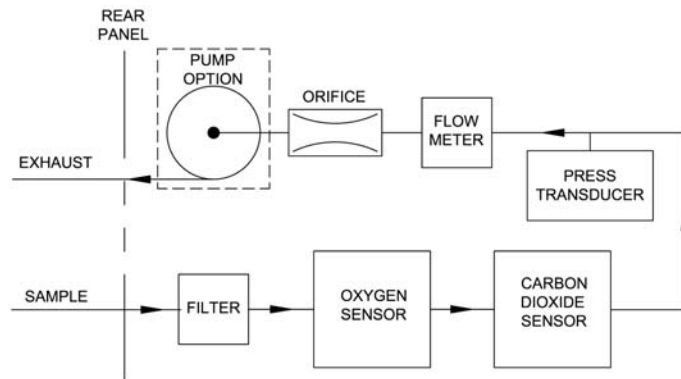 REAR
PANEL
PUMP
OPTION
ORIFICE
FLOW
METER
EXHAUST
PRESS
TRANSDUCER
SAMPLE
FILTER
OXYGEN
SENSOR
CARBON
DIOXIDE
SENSOR